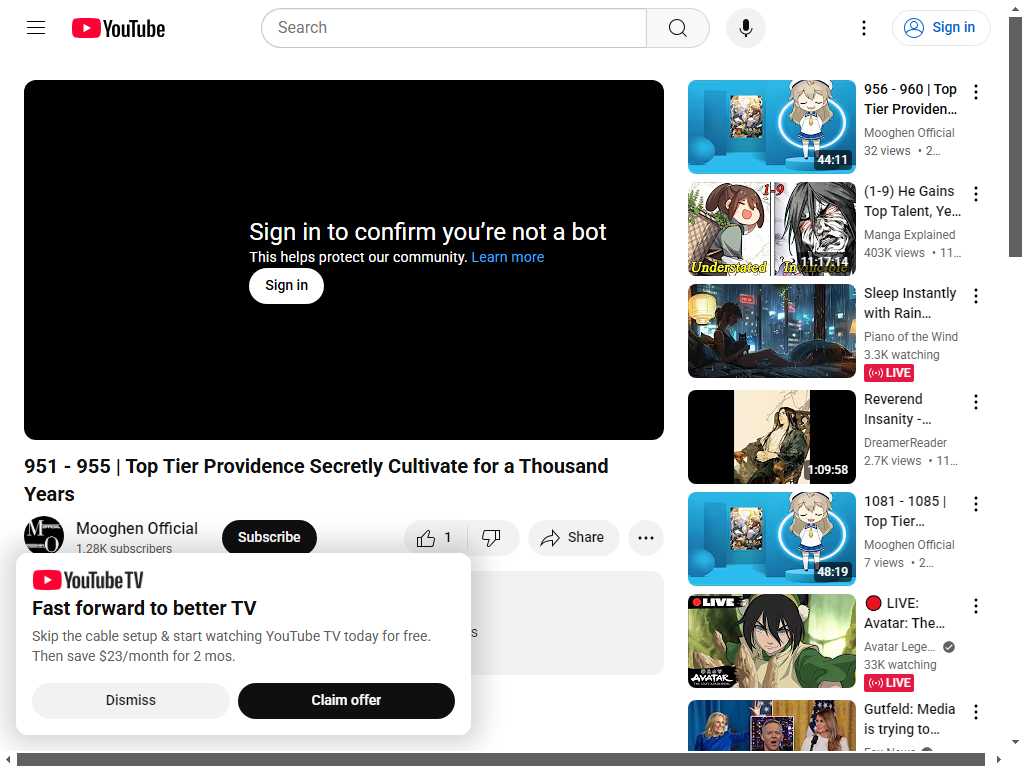 YouTube
Search
Sign in
Sign in to confirm you’re not a bot
This helps protect our community. Learn more
Sign in
951 - 955 | Top Tier Providence Secretly Cultivate for a Thousand
Years
Mooghen Official
1.28K subscribers
Subscribe
1
Share
s
YouTube TV
Fast forward to better TV
Skip the cable setup & start watching YouTube TV today for free.
Then save $23/month for 2 mos.
Dismiss
Claim offer
44:11
956 - 960 | Top
Tier Providen...
Mooghen Official
32 views • 2...
1-9
11:17:14
Understated
(1-9) He Gains
Top Talent, Ye...
Manga Explained
403K views • 11...
Sleep Instantly
with Rain...
Piano of the Wind
3.3K watching
LIVE
1:09:58
Reverend
Insanity -...
DreamerReader
2.7K views • 11...
48:19
1081 - 1085 |
Top Tier...
Mooghen Official
7 views • 2...
LIVE
AVATAR
🔴 LIVE:
Avatar: The...
Avatar Lege...
33K watching
LIVE
Gutfeld: Media
is trying to...